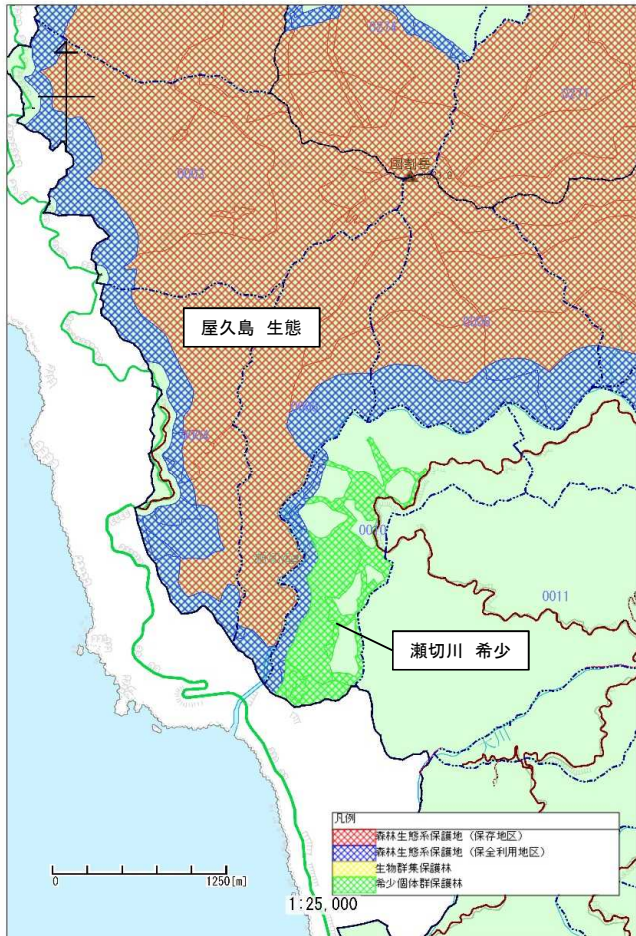 0274
0271
国割岳
0003
屋久島 生態
0010
0011
瀬切川 希少
大川
凡例
森林生態系保護地（保存地区）
森林生態系保護地（保全利用地区）
生物群集保護林
希少個体群保護林
0
1250[m]
1:25,000